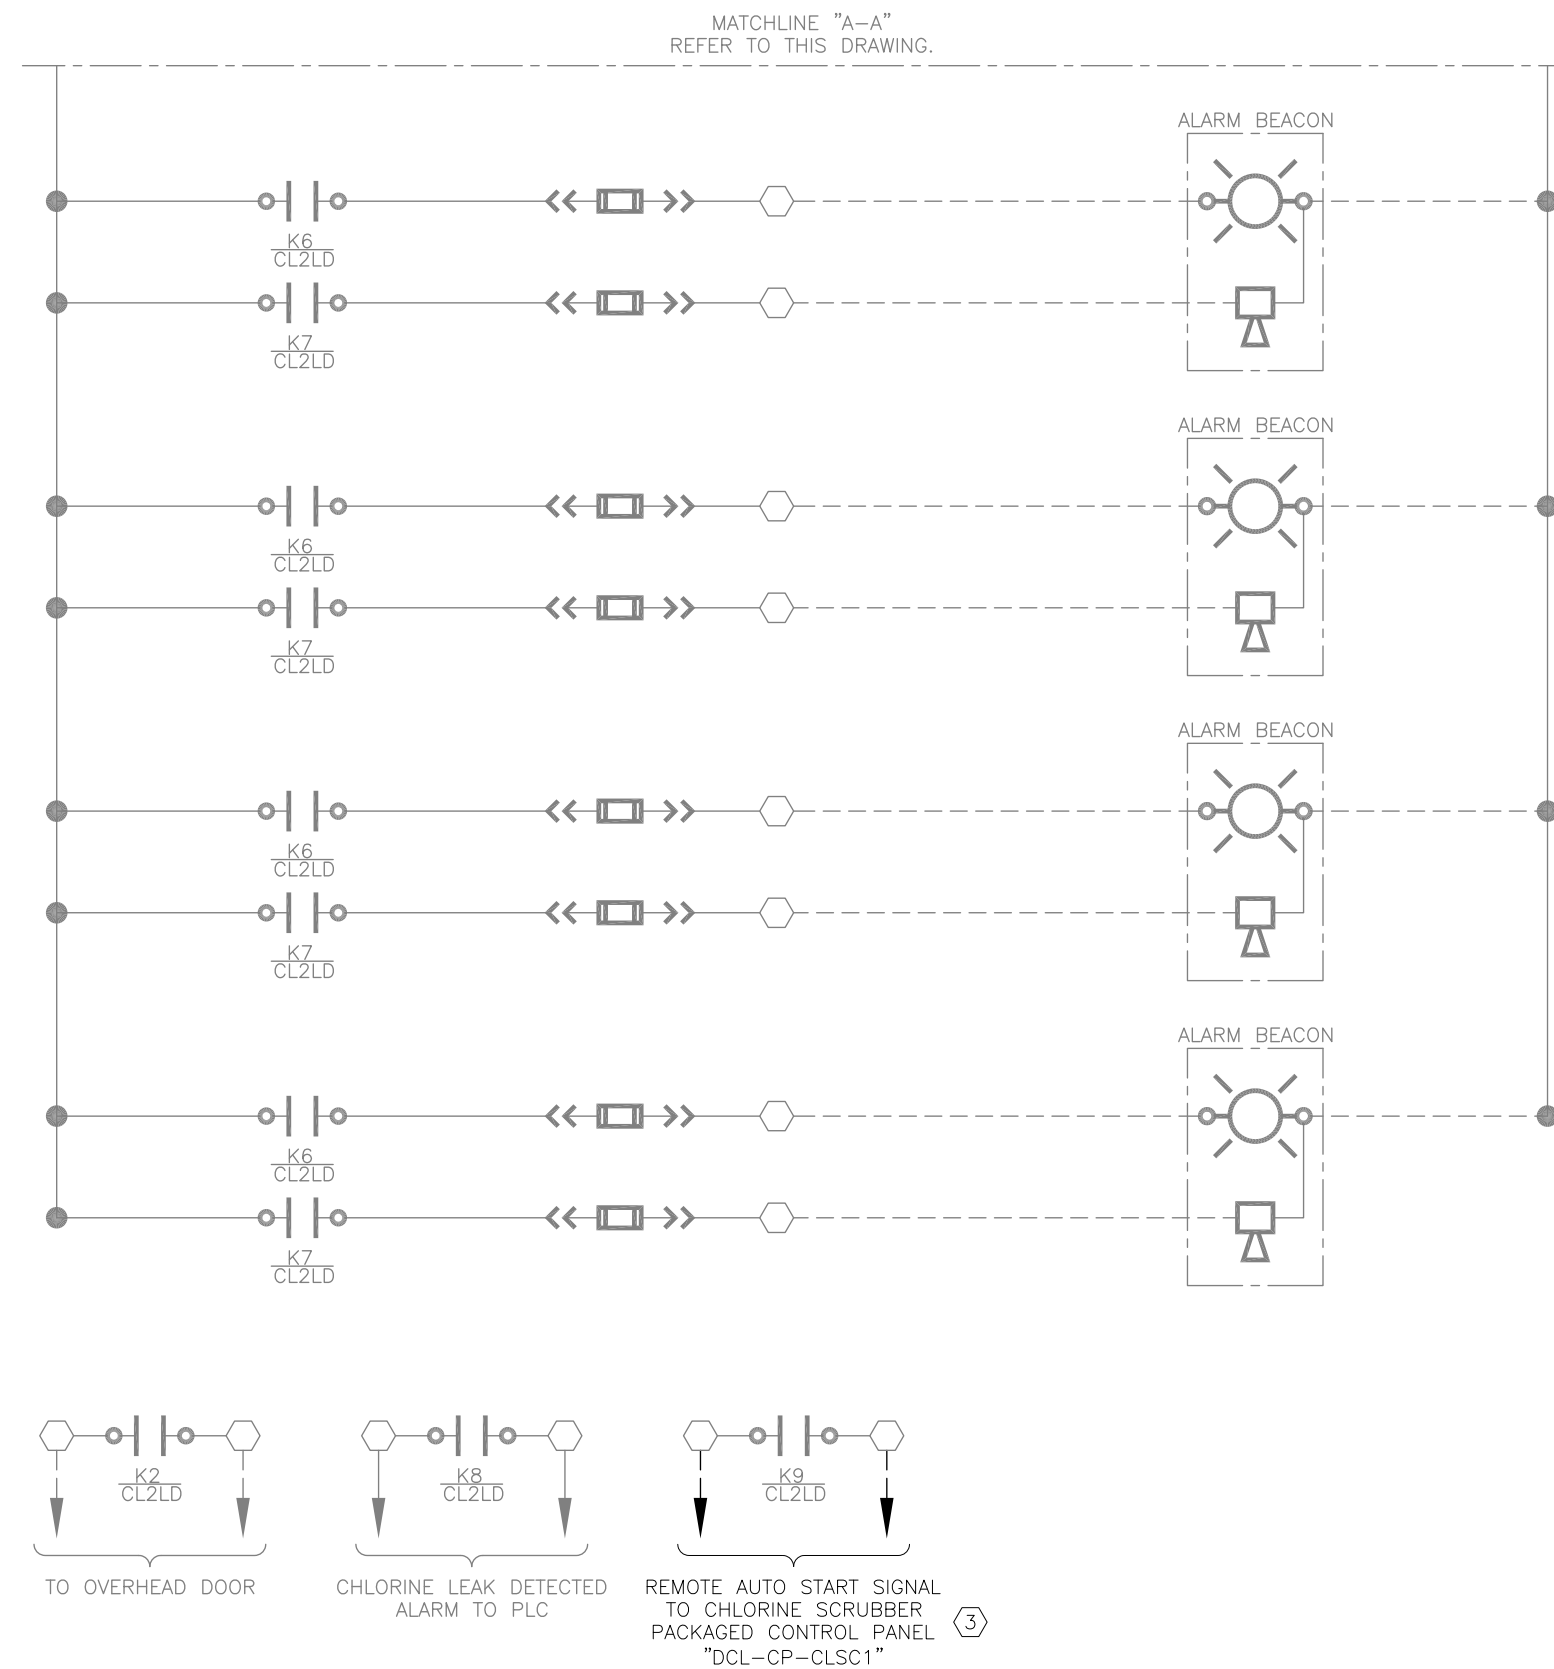 MATCHLINE "A-A"
REFER TO THIS DRAWING.
ALARM BEACON
K6
CL2LD
K7
CL2LD
ALARM BEACON
K6
CL2LD
K7
CL2LD
ALARM BEACON
K6
CL2LD
K7
CL2LD
ALARM BEACON
K6
CL2LD
K7
CL2LD
K2
CL2LD
TO OVERHEAD DOOR
K8
CL2LD
CHLORINE LEAK DETECTED
ALARM TO PLC
K9
CL2LD
REMOTE AUTO START SIGNAL
TO CHLORINE SCRUBBER
PACKAGED CONTROL PANEL
"DCL-CP-CLSC1"
3